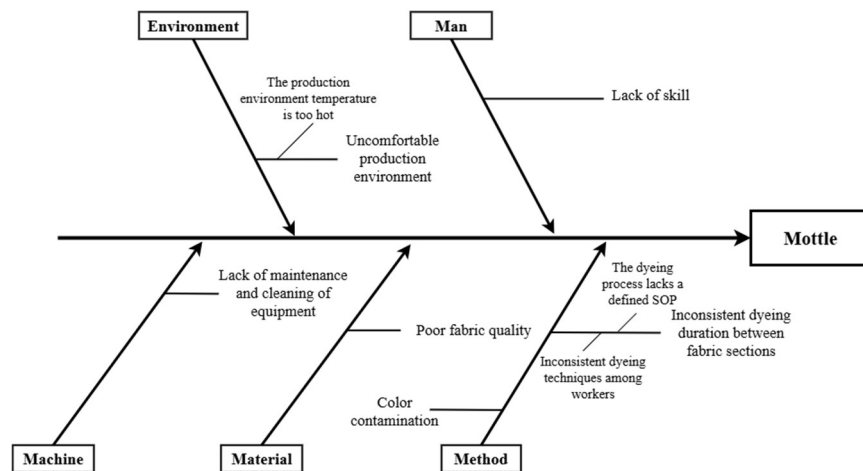 Environment
Man
The production
environment temperature
is too hot
Lack of skill
Uncomfortable
production
environment
Mottle
Lack of maintenance
and cleaning of
equipment
The dyeing
process lacks a
defined SOP
Inconsistent dyeing
duration between
fabric sections
Poor fabric quality
Inconsistent dyeing
techniques among
workers
Color
contamination
Machine
Material
Method